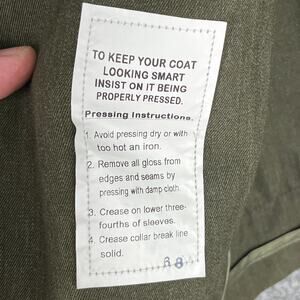 TO KEEP YOUR COAT
LOOKING SMART
INSIST ON IT BEING
PROPERLY PRESSED.
Pressing Instructions.
1. Avoid pressing dry or with
too hot an iron.
2. Remove all gloss from
edges and seams by
pressing with damp cloth.
3. Crease on lower three-
fourths of sleeves.
4. Crease collar break line
solid.